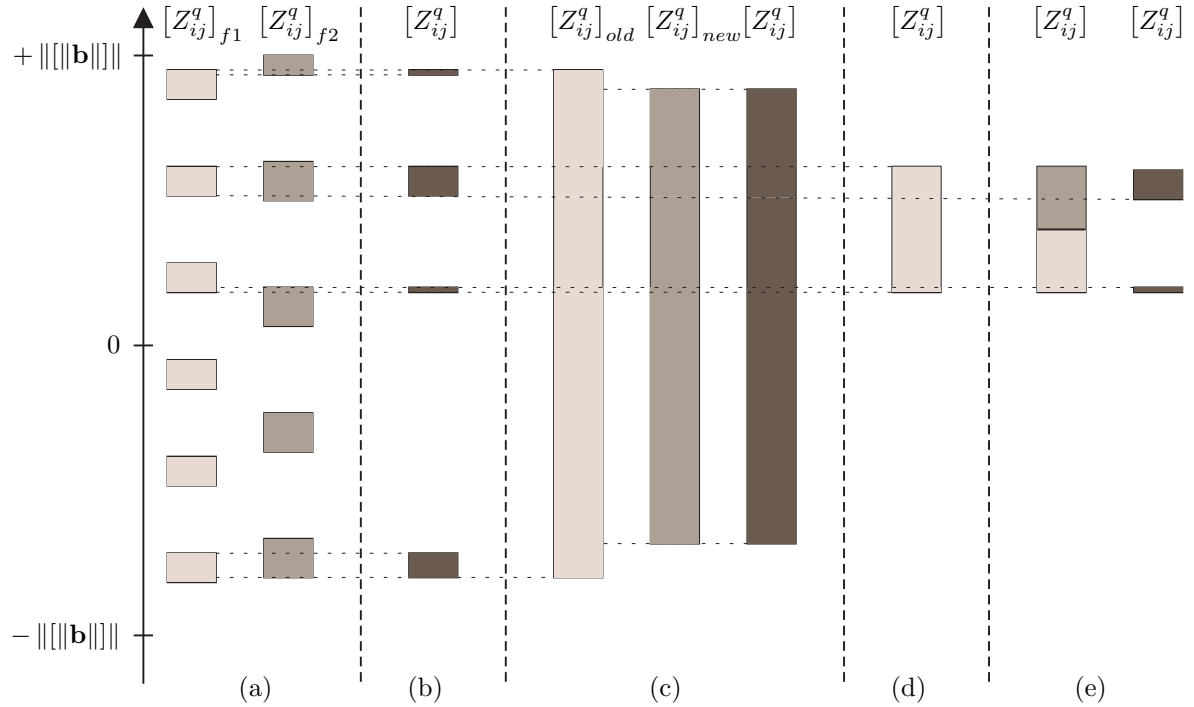 [Z^q_{ij}]_{f1} [Z^q_{ij}]_{f2} [Z^q_{ij}] [Z^q_{ij}]_{old} [Z^q_{ij}]_{new} [Z^q_{ij}] [Z^q_{ij}] [Z^q_{ij}] [Z^q_{ij}]
+ ‖[‖b‖]‖
0
− ‖[‖b‖]‖
(a) (b) (c) (d) (e)